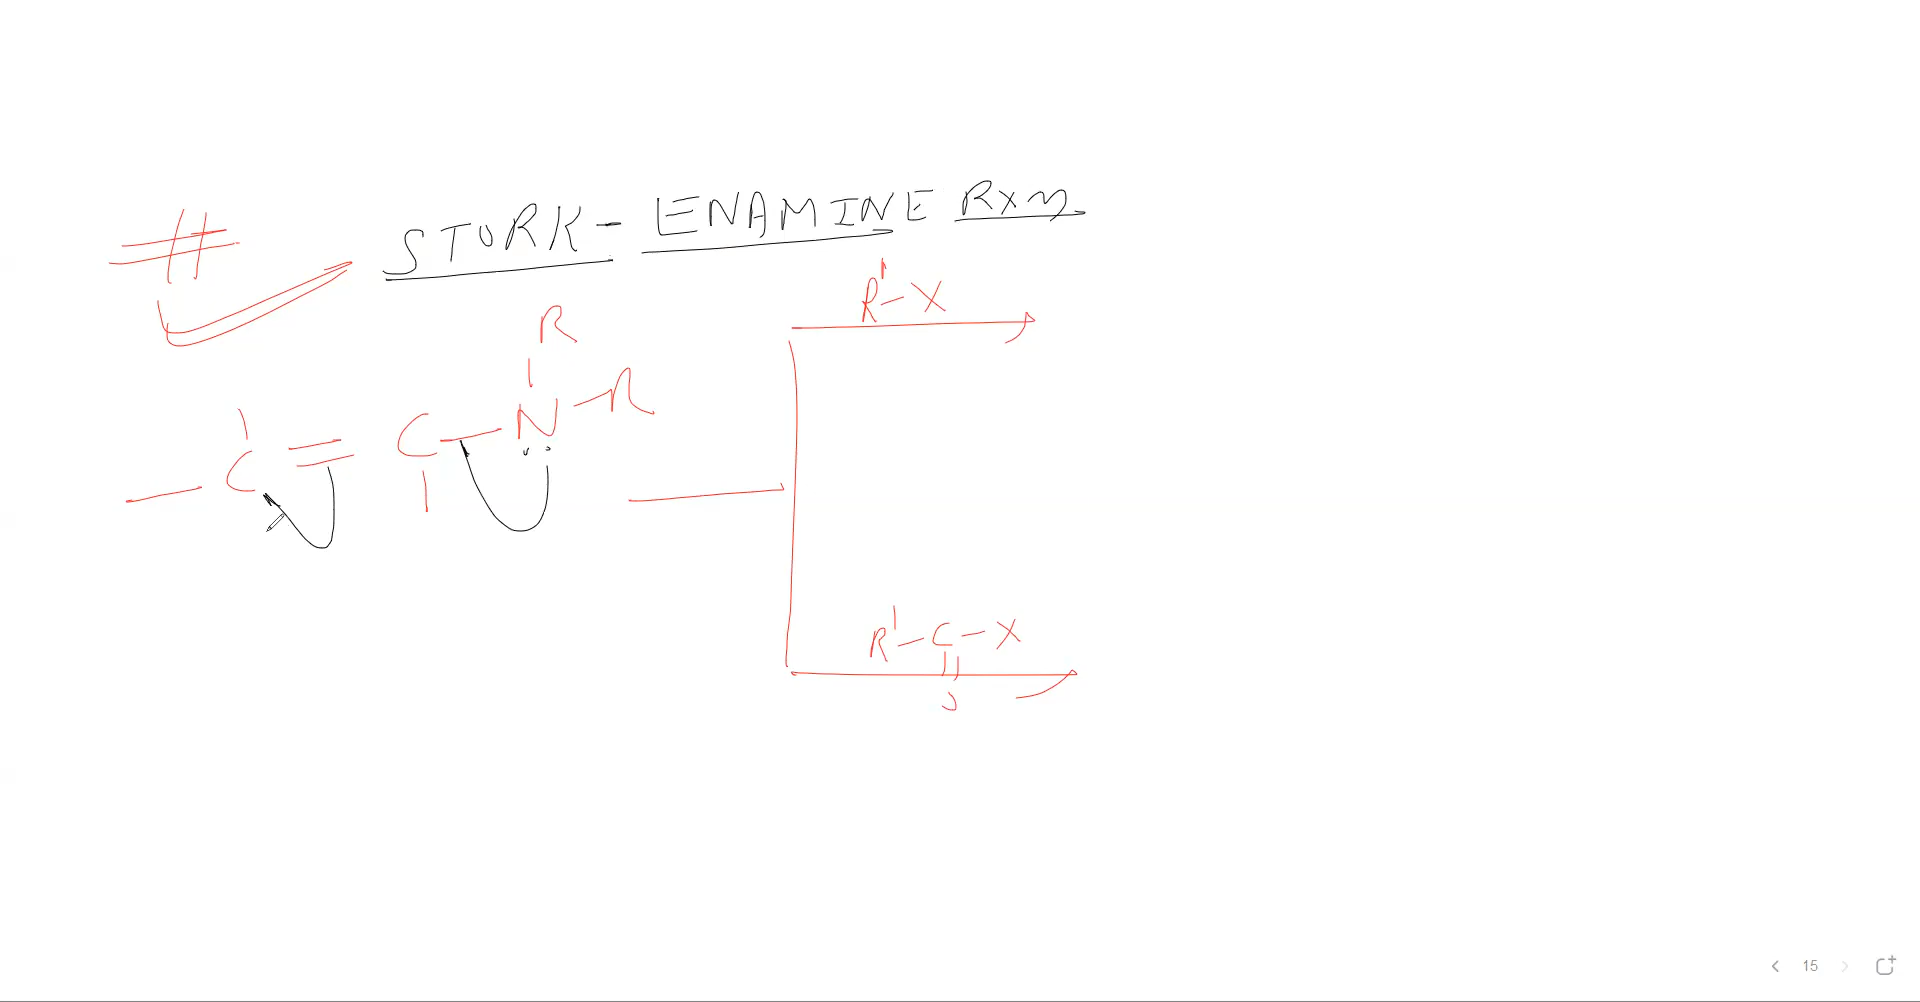 # STORK-ENAMINE Rxn
R'-X
R
-C=C-N-R
R'-C-X
O
15